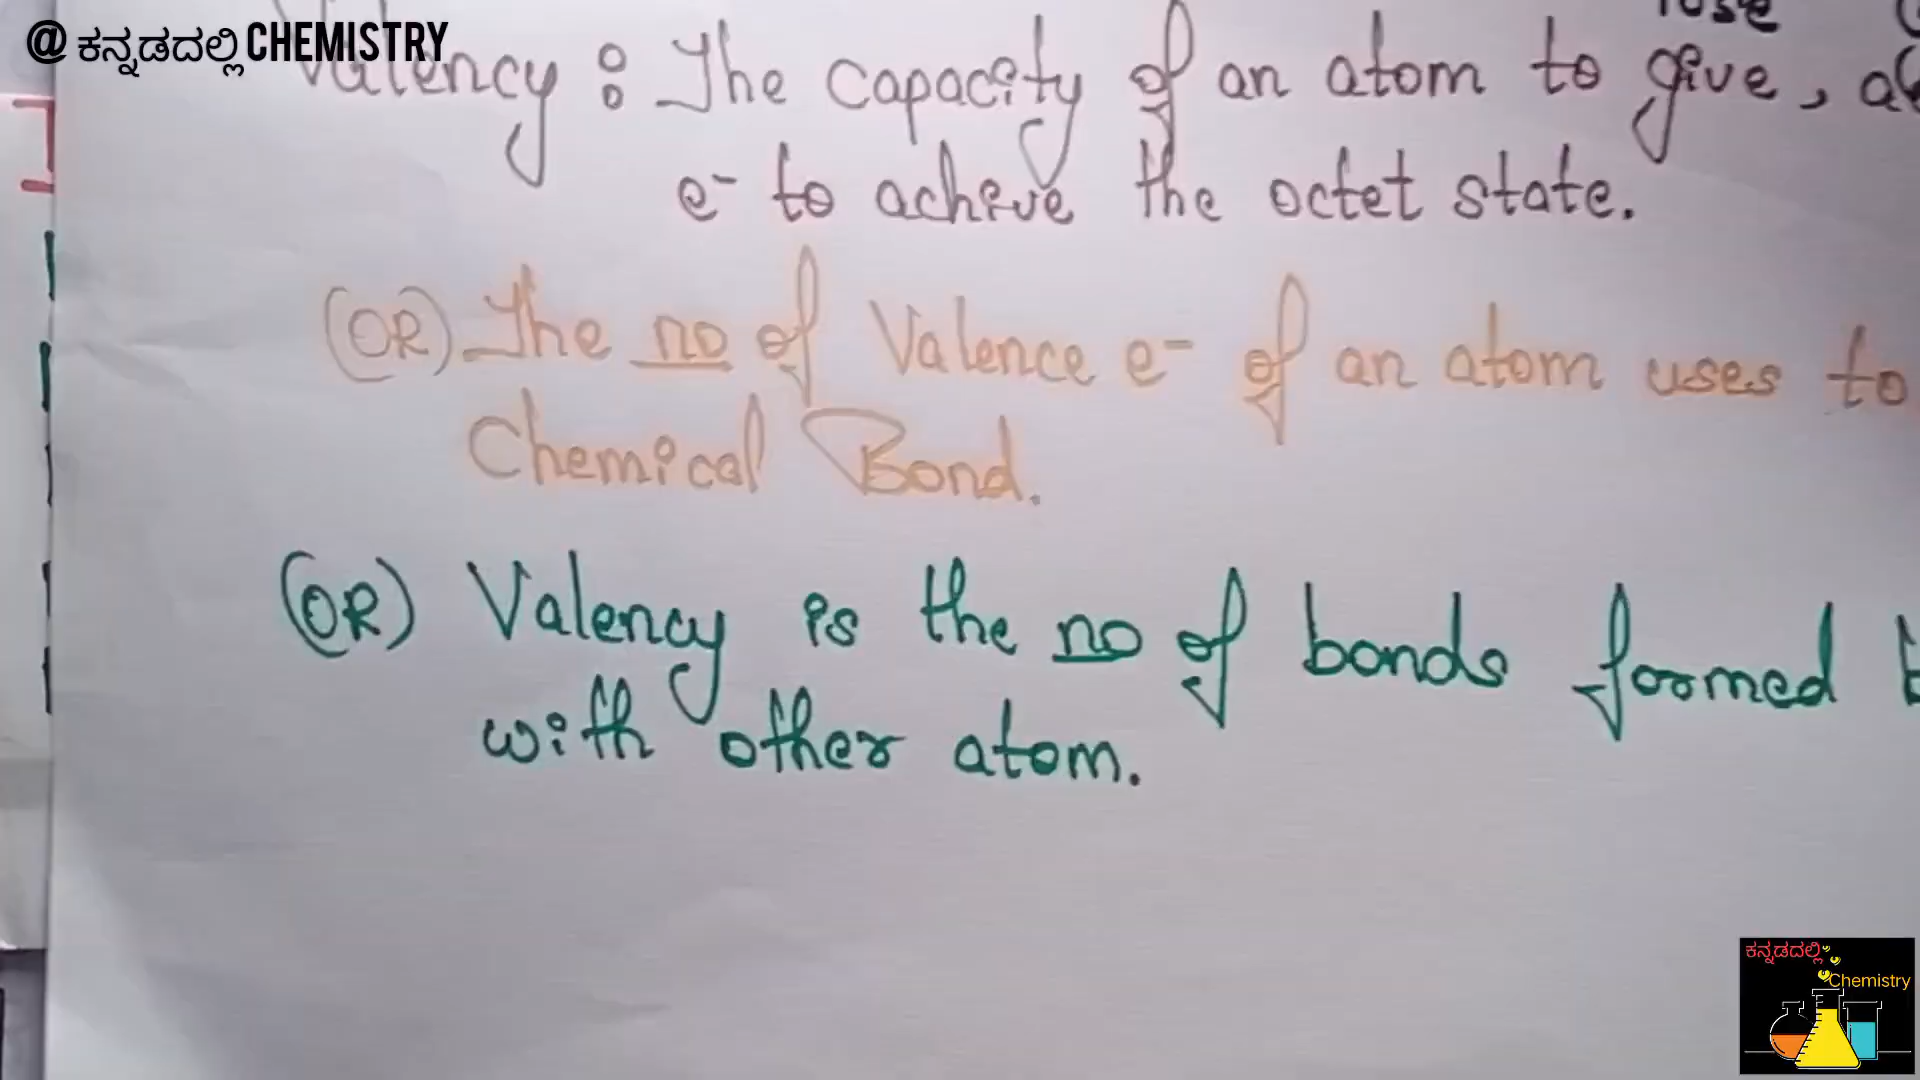 @ ಕನ್ನಡದಲ್ಲಿ CHEMISTRY
lose
Valency : The capacity of an atom to give,
e⁻ to achive the octet state.
(OR) The no of Valence e⁻ of an atom uses to
Chemical Bond.
(OR) Valency is the no of bonds formed
with other atom.
ಕನ್ನಡದಲ್ಲಿ
Chemistry